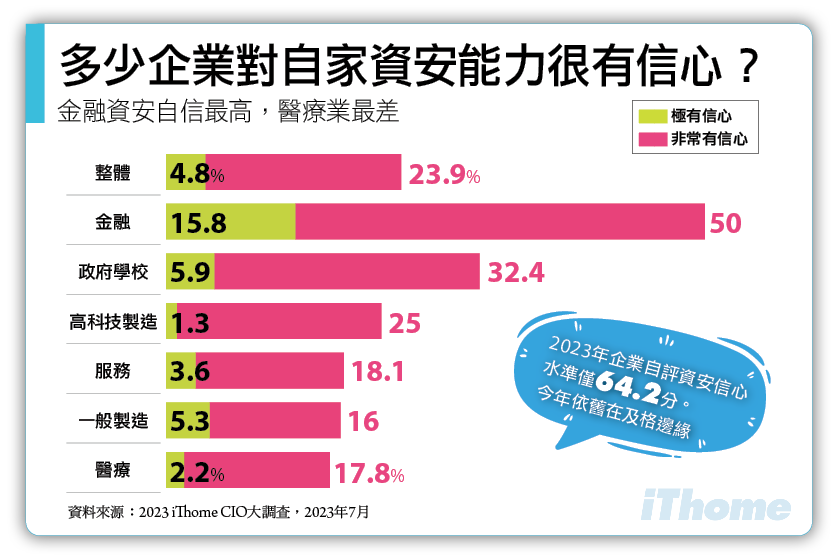 多少企業對自家資安能力很有信心？
金融資安自信最高，醫療業最差
極有信心
非常有信心
整體 4.8% 23.9%
金融 15.8 50
政府學校 5.9 32.4
高科技製造 1.3 25
服務 3.6 18.1
一般製造 5.3 16
醫療 2.2% 17.8%
2023年企業自評資安信心
水準僅64.2分。
今年依舊在及格邊緣
資料來源：2023 iThome CIO大調查，2023年7月
iThome